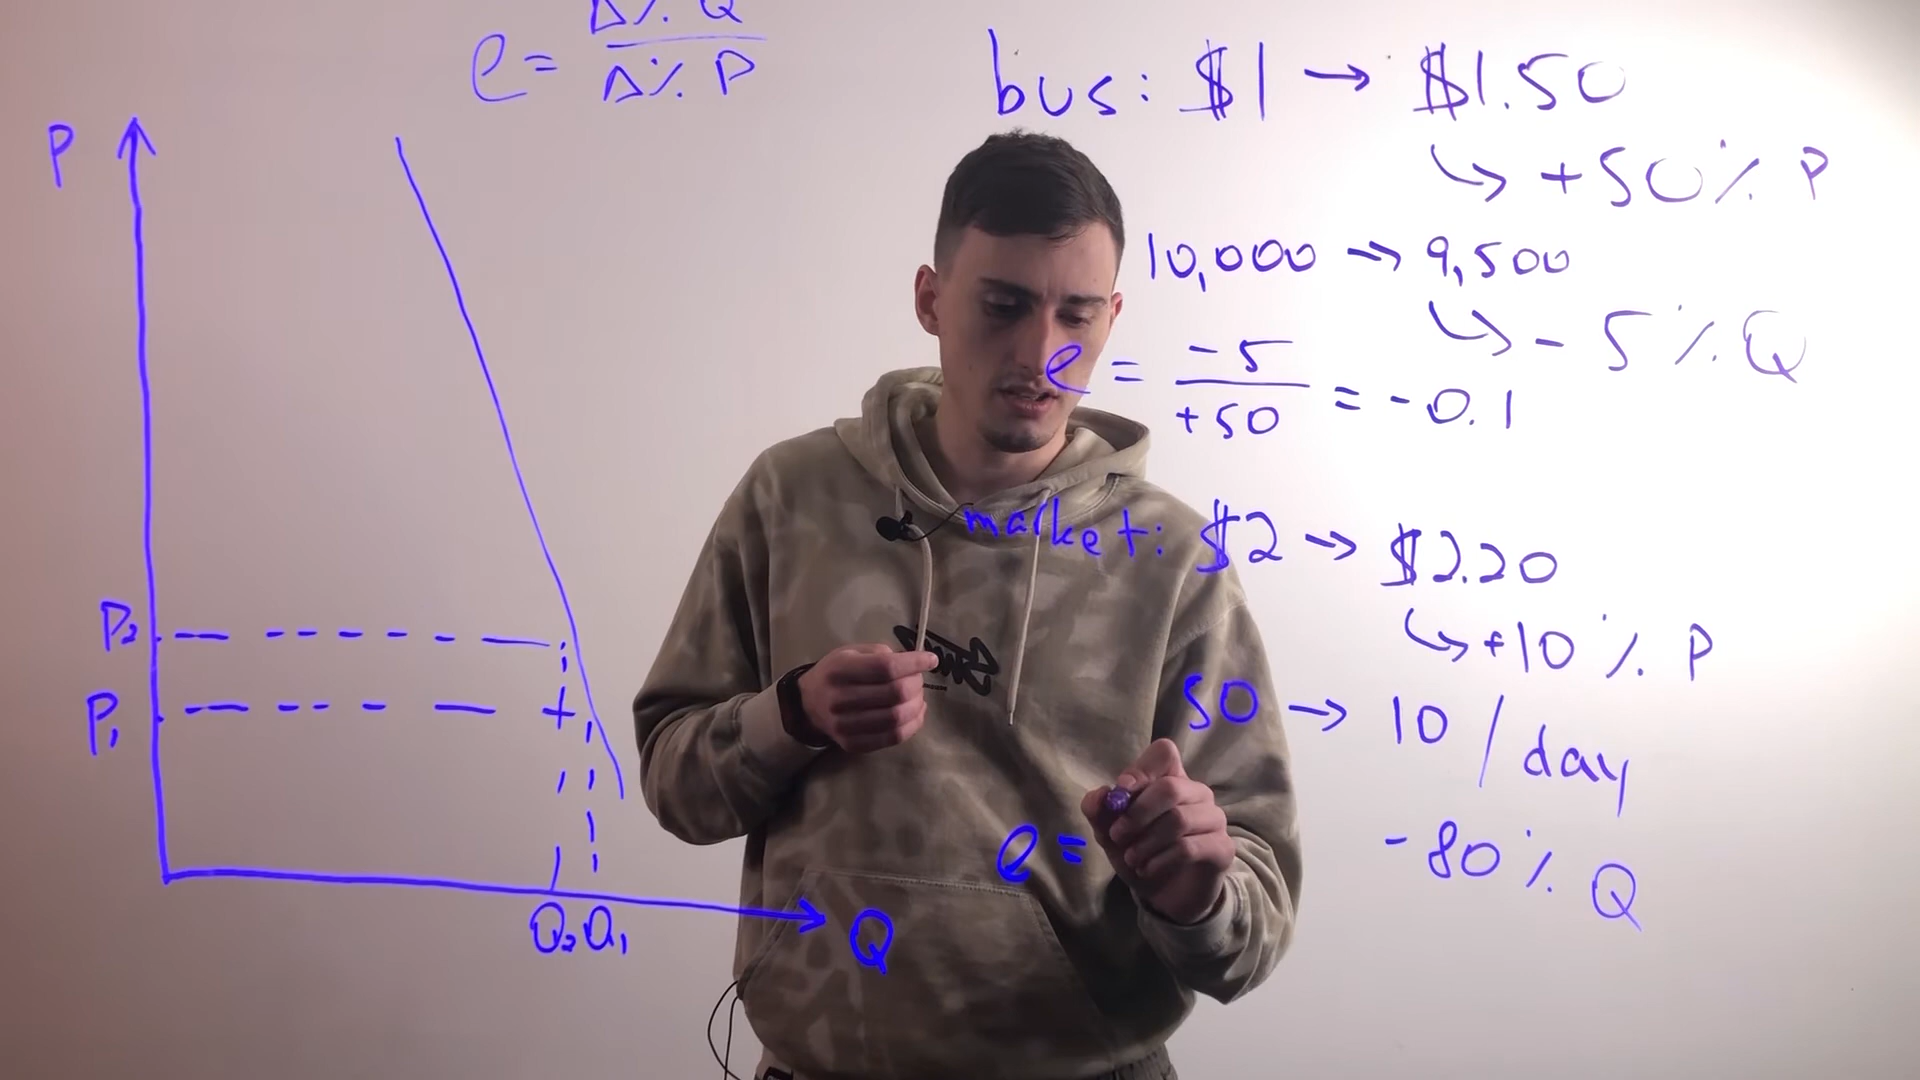 e = Δ% Q / Δ% P
P
P₂
P₁
Q₂ Q₁
Q
bus: $1 → $1.50
↳ +50% P
10,000 → 9,500
↳ - 5% Q
e = -5 / +50 = -0.1
market: $2 → $2.20
↳ +10% P
50 → 10 / day
-80% Q
e =